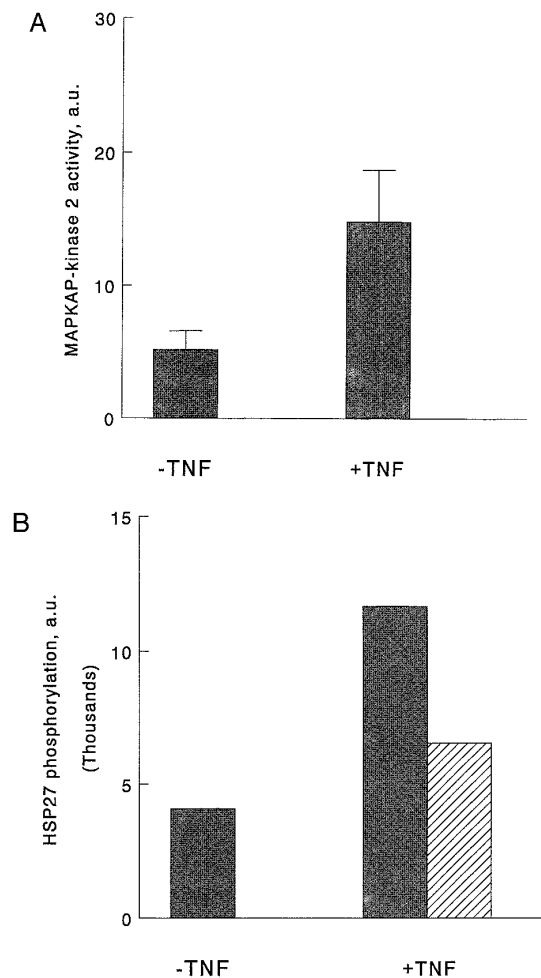 A
30
20
10
0
MAPKAP-kinase 2 activity, a.u.
-TNF +TNF
B
15
10
5
0
HSP27 phosphorylation, a.u.
(Thousands)
-TNF +TNF